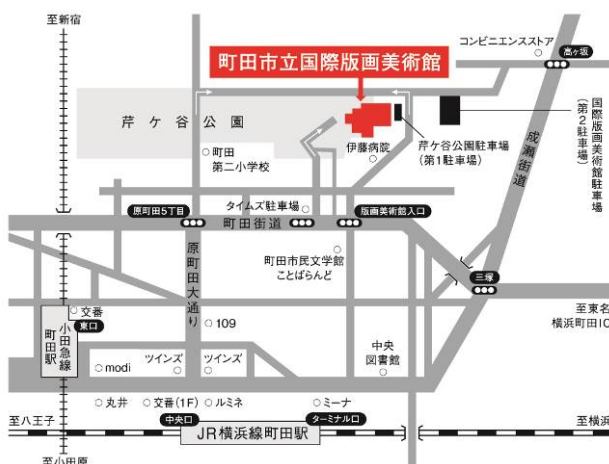 至新宿
コンビニエンスストア
高ヶ坂
町田市立国際版画美術館
芹ケ谷公園
伊藤病院
芹ケ谷公園駐車場
(第1駐車場)
国際版画美術館駐車場
(第2駐車場)
成瀬街道
町田
第二小学校
タイムズ駐車場
原町田5丁目
町田街道
版画美術館入口
原町田大通り
町田市民文学館
ことばらんど
三塚
至東名
横浜町田IC
交番
東口
小田急線
町田駅
109
中央
図書館
modi
ツインズ
ツインズ
丸井
交番(1F)
ルミネ
ミーナ
至八王子
中央口
ターミナル口
至横浜
JR横浜線町田駅
至小田原